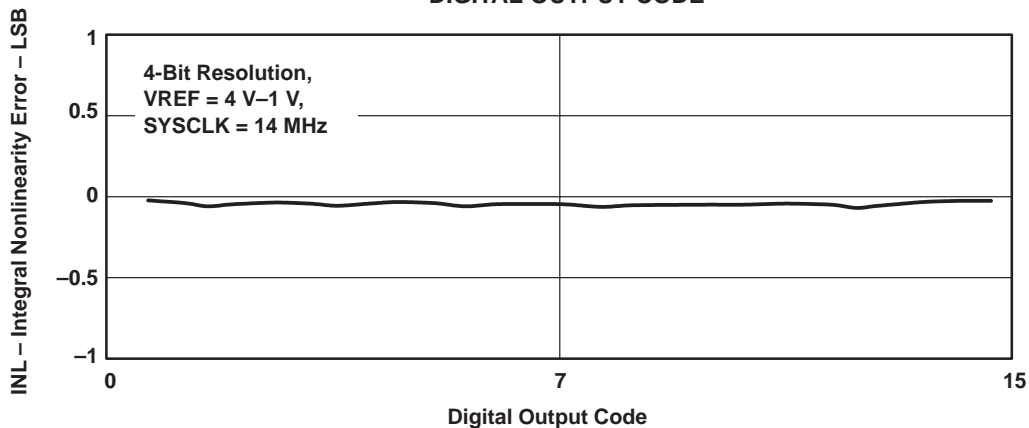 DIGITAL OUTPUT CODE
INL – Integral Nonlinearity Error – LSB
1
0.5
0
–0.5
–1
4-Bit Resolution,
VREF = 4 V–1 V,
SYSCLK = 14 MHz
0
7
15
Digital Output Code